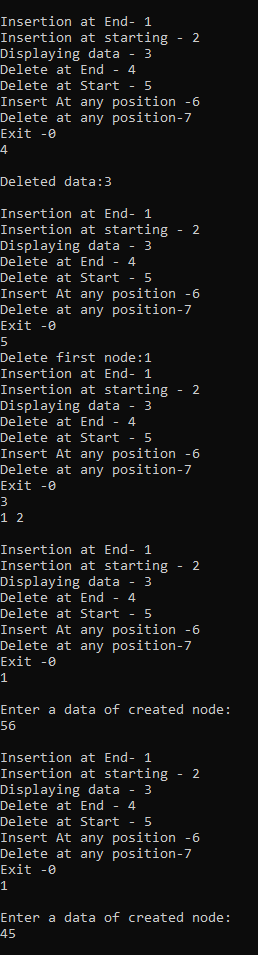 Insertion at End- 1
Insertion at starting - 2
Displaying data - 3
Delete at End - 4
Delete at Start - 5
Insert At any position -6
Delete at any position-7
Exit -0
4
Deleted data:3
Insertion at End- 1
Insertion at starting - 2
Displaying data - 3
Delete at End - 4
Delete at Start - 5
Insert At any position -6
Delete at any position-7
Exit -0
5
Delete first node:1
Insertion at End- 1
Insertion at starting - 2
Displaying data - 3
Delete at End - 4
Delete at Start - 5
Insert At any position -6
Delete at any position-7
Exit -0
3
1 2
Insertion at End- 1
Insertion at starting - 2
Displaying data - 3
Delete at End - 4
Delete at Start - 5
Insert At any position -6
Delete at any position-7
Exit -0
1
Enter a data of created node:
56
Insertion at End- 1
Insertion at starting - 2
Displaying data - 3
Delete at End - 4
Delete at Start - 5
Insert At any position -6
Delete at any position-7
Exit -0
1
Enter a data of created node:
45